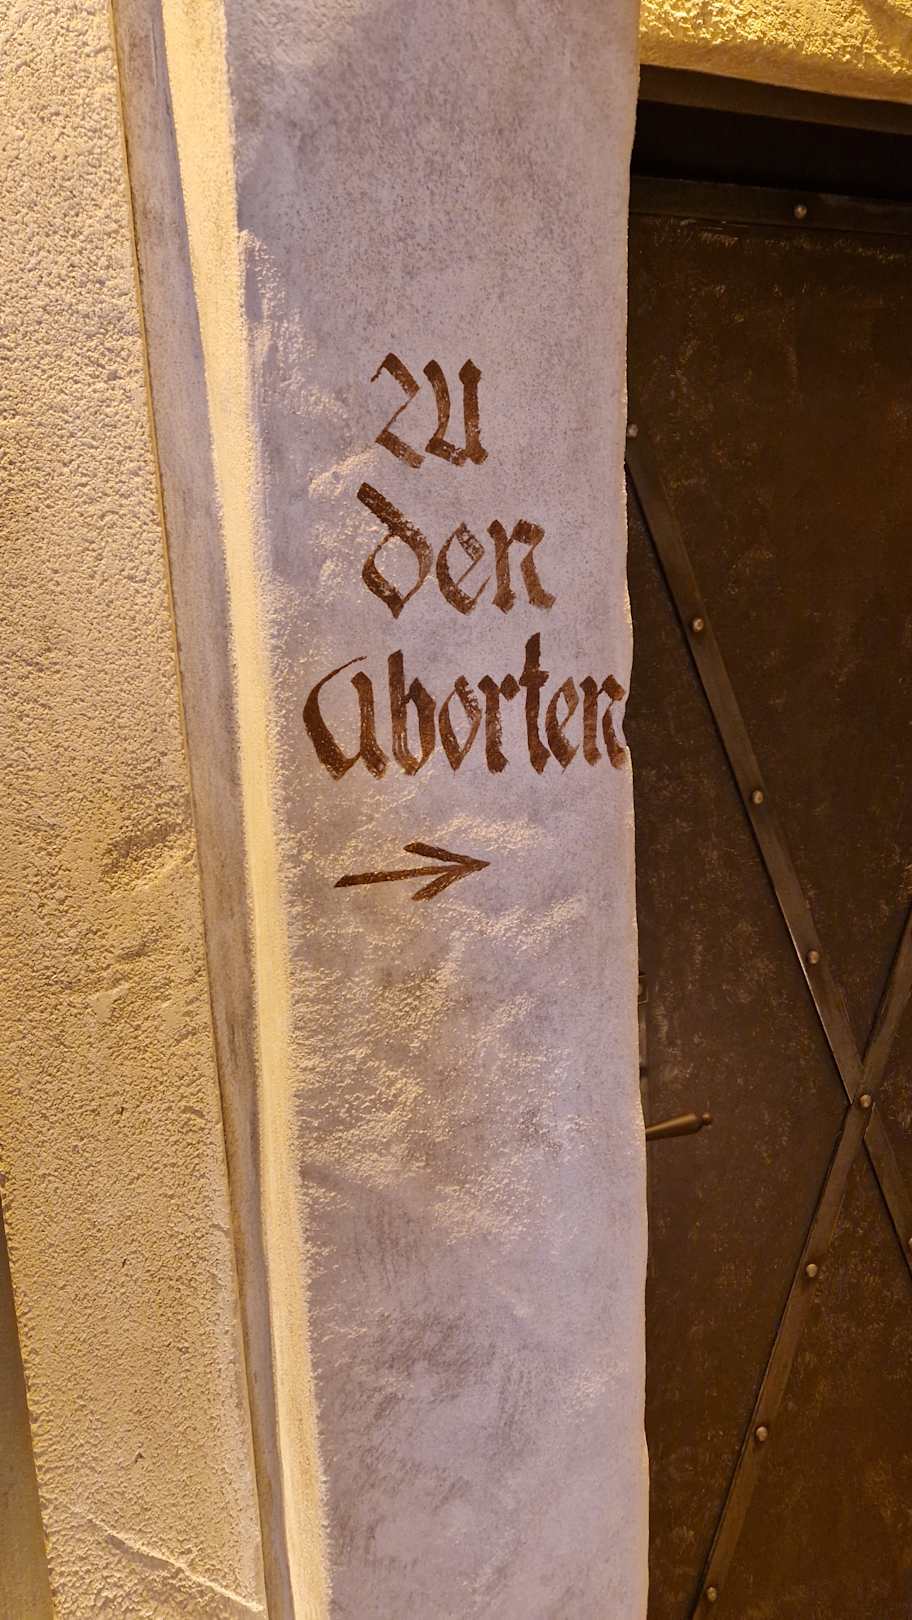 Zu
den
Aborten
→